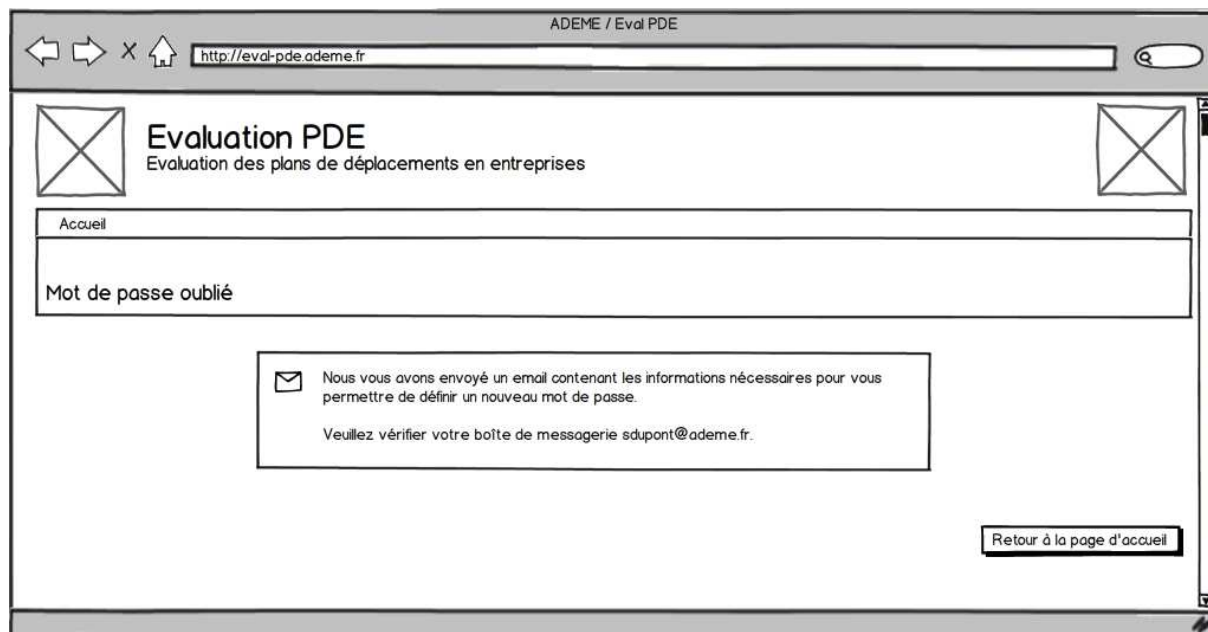 ADEME / Eval PDE
http://eval-pde.ademe.fr
Evaluation PDE
Evaluation des plans de déplacements en entreprises
Accueil
Mot de passe oublié
Nous vous avons envoyé un email contenant les informations nécessaires pour vous
permettre de définir un nouveau mot de passe.
Veuillez vérifier votre boîte de messagerie sdupont@ademe.fr.
Retour à la page d'accueil